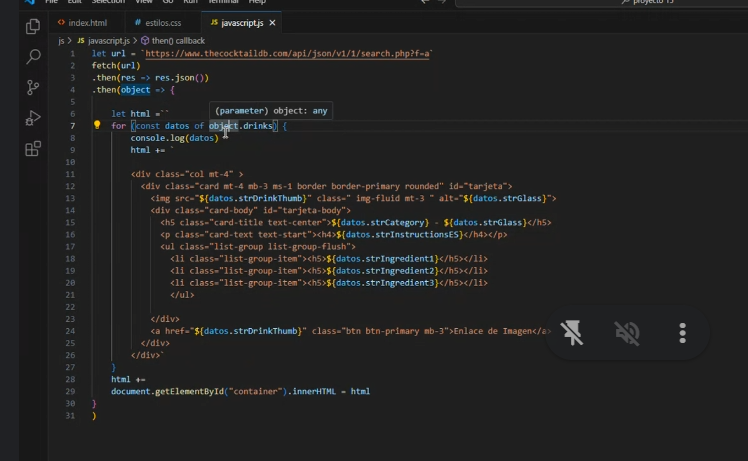 File Edit Selection View Go Run Terminal Help
proyecto 15
index.html
# estilos.css
JS javascript.js ×
js > JS javascript.js > then() callback
1 let url = `https://www.thecocktaildb.com/api/json/v1/1/search.php?f=a`
2 fetch(url)
3 .then(res => res.json())
4 .then(object => {
5
(parameter) object: any
6 let html =``
7 for (const datos of object.drinks) {
8 console.log(datos)
9 html += `
10
11 <div class="col mt-4" >
12 <div class="card mt-4 mb-3 ms-1 border border-primary rounded" id="tarjeta">
13 <img src="${datos.strDrinkThumb}" class=" img-fluid mt-3 " alt="${datos.strGlass}">
14 <div class="card-body" id="tarjeta-body">
15 <h5 class="card-title text-center">${datos.strCategory} - ${datos.strGlass}</h5>
16 <p class="card-text text-start"><h4>${datos.strInstructionsES}</h4></p>
17 <ul class="list-group list-group-flush">
18 <li class="list-group-item"><h5>${datos.strIngredient1}</h5></li>
19 <li class="list-group-item"><h5>${datos.strIngredient2}</h5></li>
20 <li class="list-group-item"><h5>${datos.strIngredient3}</h5></li>
21 </ul>
22
23 </div>
24 <a href="${datos.strDrinkThumb}" class="btn btn-primary mb-3">Enlace de Imagen</a>
25 </div>
26 </div>`
27 }
28 html +=
29 document.getElementById("container").innerHTML = html
30 }
31 )